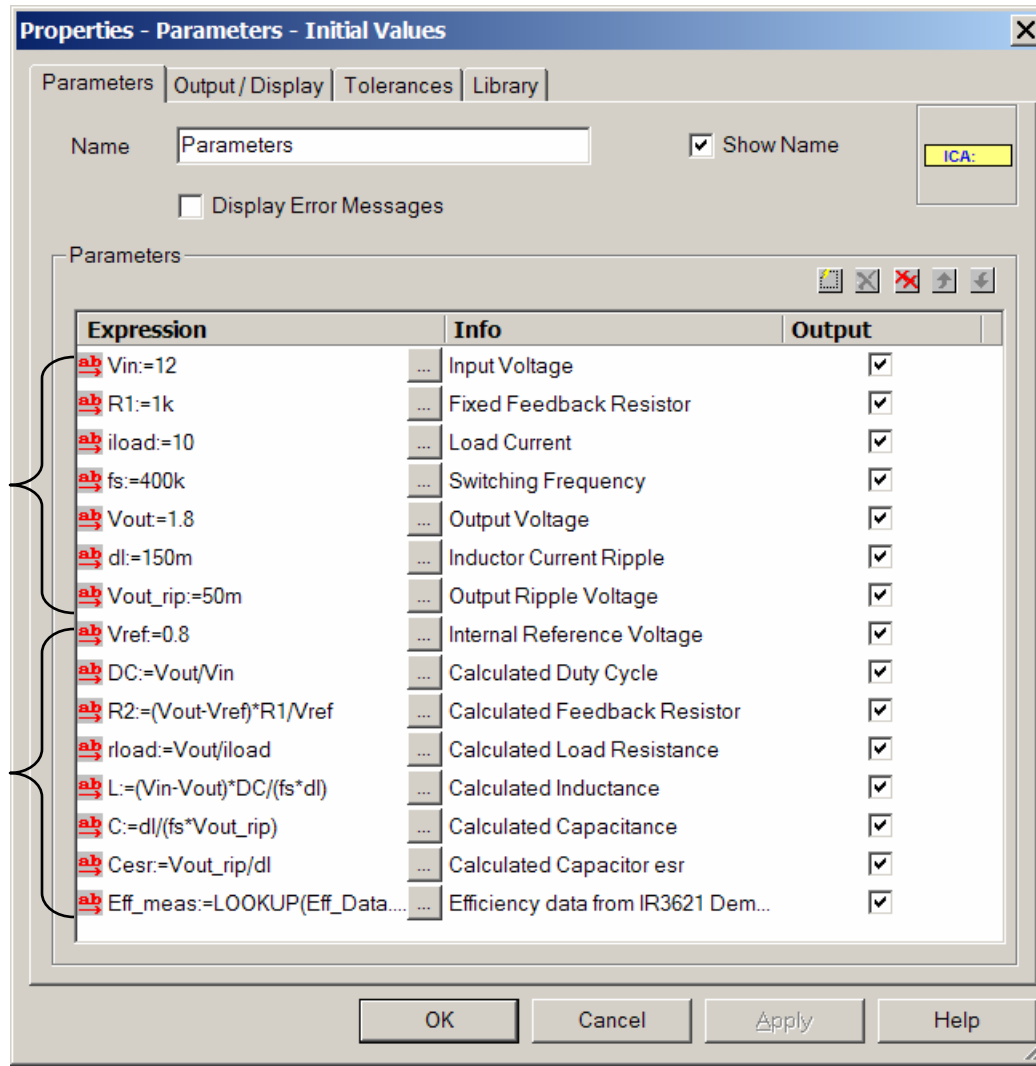 Properties - Parameters - Initial Values
Parameters Output / Display Tolerances Library
Name Parameters Show Name ICA:
Display Error Messages
Parameters
Expression Info Output
Vin:=12 ... Input Voltage
R1:=1k ... Fixed Feedback Resistor
iload:=10 ... Load Current
fs:=400k ... Switching Frequency
Vout:=1.8 ... Output Voltage
dI:=150m ... Inductor Current Ripple
Vout_rip:=50m ... Output Ripple Voltage
Vref:=0.8 ... Internal Reference Voltage
DC:=Vout/Vin ... Calculated Duty Cycle
R2:=(Vout-Vref)*R1/Vref ... Calculated Feedback Resistor
rload:=Vout/iload ... Calculated Load Resistance
L:=(Vin-Vout)*DC/(fs*dI) ... Calculated Inductance
C:=dI/(fs*Vout_rip) ... Calculated Capacitance
Cesr:=Vout_rip/dI ... Calculated Capacitor esr
Eff_meas:=LOOKUP(Eff_Data.... ... Efficiency data from IR3621 Dem...
OK Cancel Apply Help